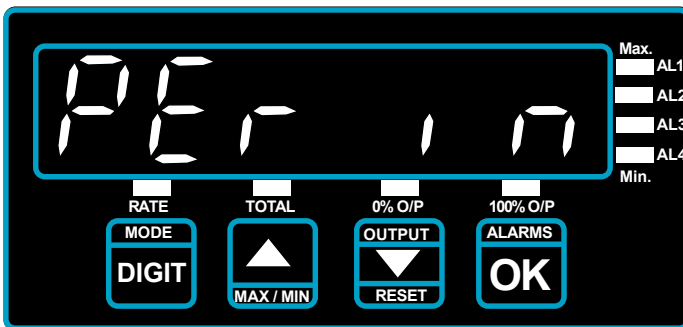 Max.
PEr in
AL1
AL2
AL3
AL4
Min.
RATE TOTAL 0% O/P 100% O/P
MODE OUTPUT ALARMS
DIGIT OK
MAX / MIN RESET